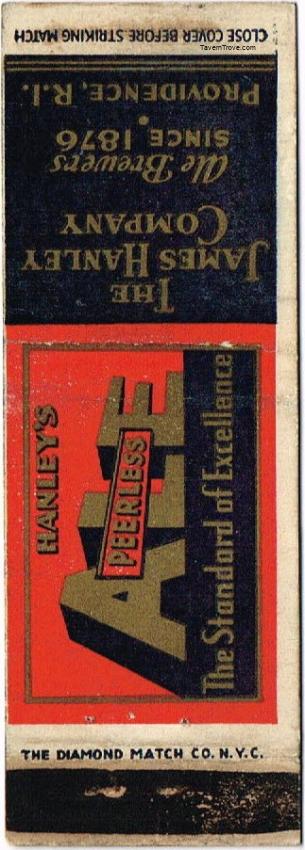 TavernTrove.com
CLOSE COVER BEFORE STRIKING MATCH
THE
JAMES HANLEY
COMPANY
Ale Brewers
SINCE 1876
PROVIDENCE, R.I.
HANLEY'S
PEERLESS
ALE
The Standard of Excellence
THE DIAMOND MATCH CO. N.Y.C.